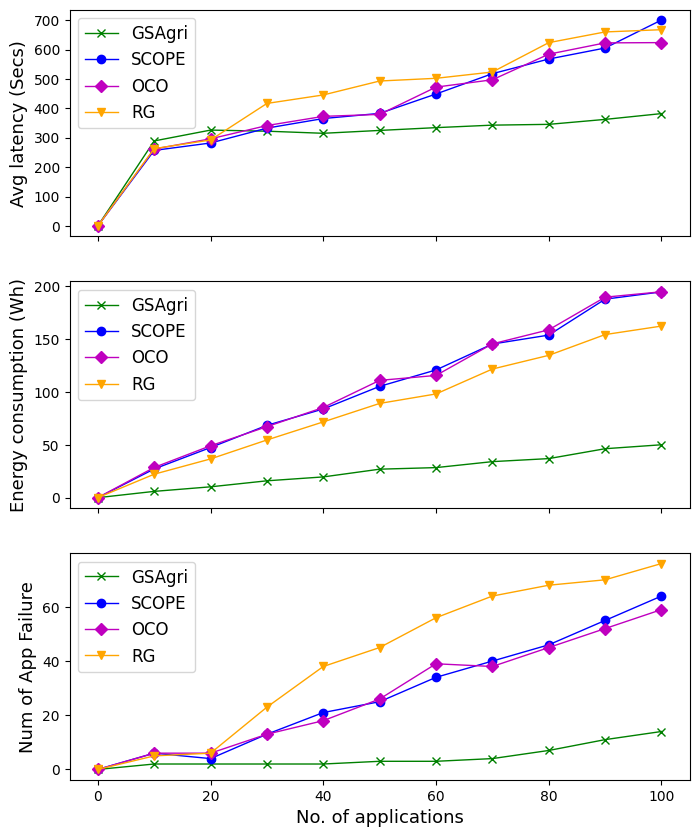 Avg latency (Secs)
700
600
500
400
300
200
100
0
GSAgri
SCOPE
OCO
RG
Energy consumption (Wh)
200
150
100
50
0
GSAgri
SCOPE
OCO
RG
Num of App Failure
60
40
20
0
GSAgri
SCOPE
OCO
RG
0 20 40 60 80 100
No. of applications